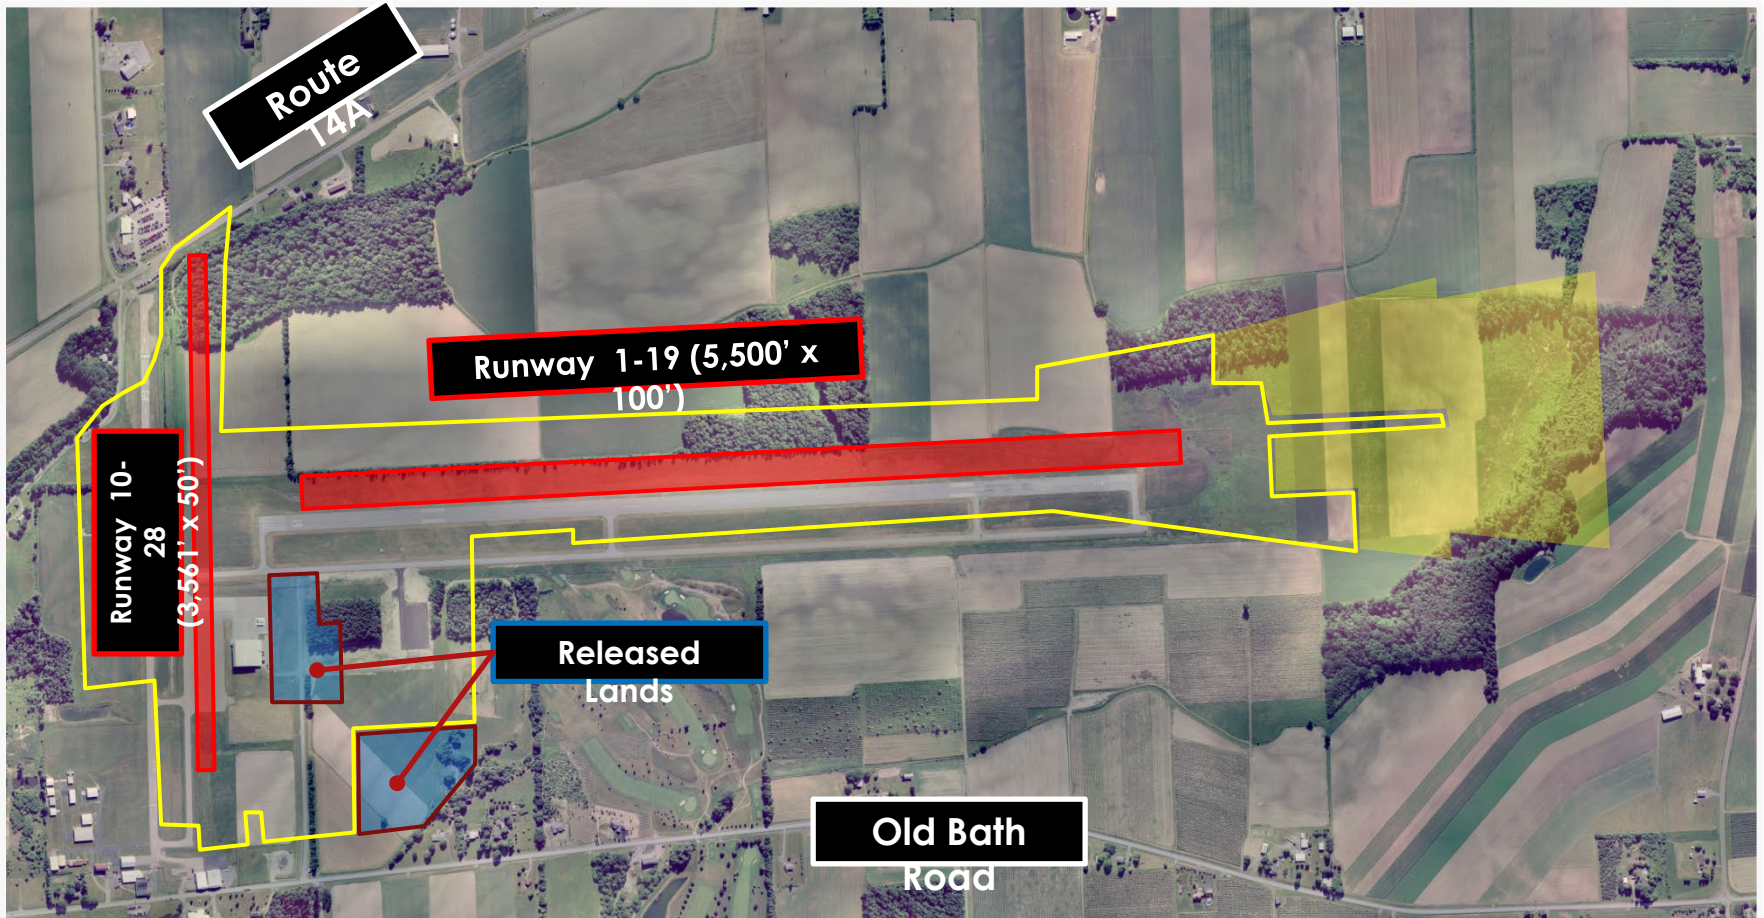 Route
14A
Runway 1-19 (5,500’ x
100’)
Runway 10-
28
(3,561’ x 50’)
Released
Lands
Old Bath
Road